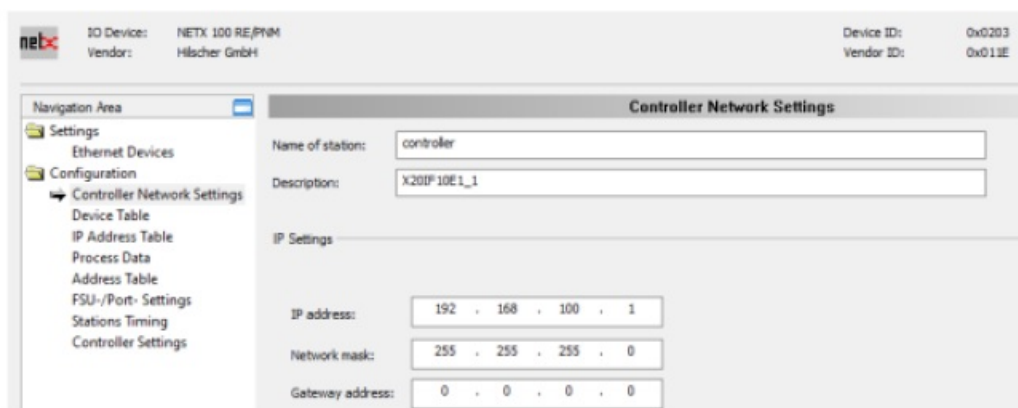 netx
IO Device: NETX 100 RE/PNM
Vendor: Hilscher GmbH
Device ID: 0x0203
Vendor ID: 0x011E
Navigation Area
Settings
Ethernet Devices
Configuration
Controller Network Settings
Device Table
IP Address Table
Process Data
Address Table
FSU-/Port- Settings
Stations Timing
Controller Settings
Controller Network Settings
Name of station: controller
Description: X20IF10E1_1
IP Settings
IP address: 192 . 168 . 100 . 1
Network mask: 255 . 255 . 255 . 0
Gateway address: 0 . 0 . 0 . 0